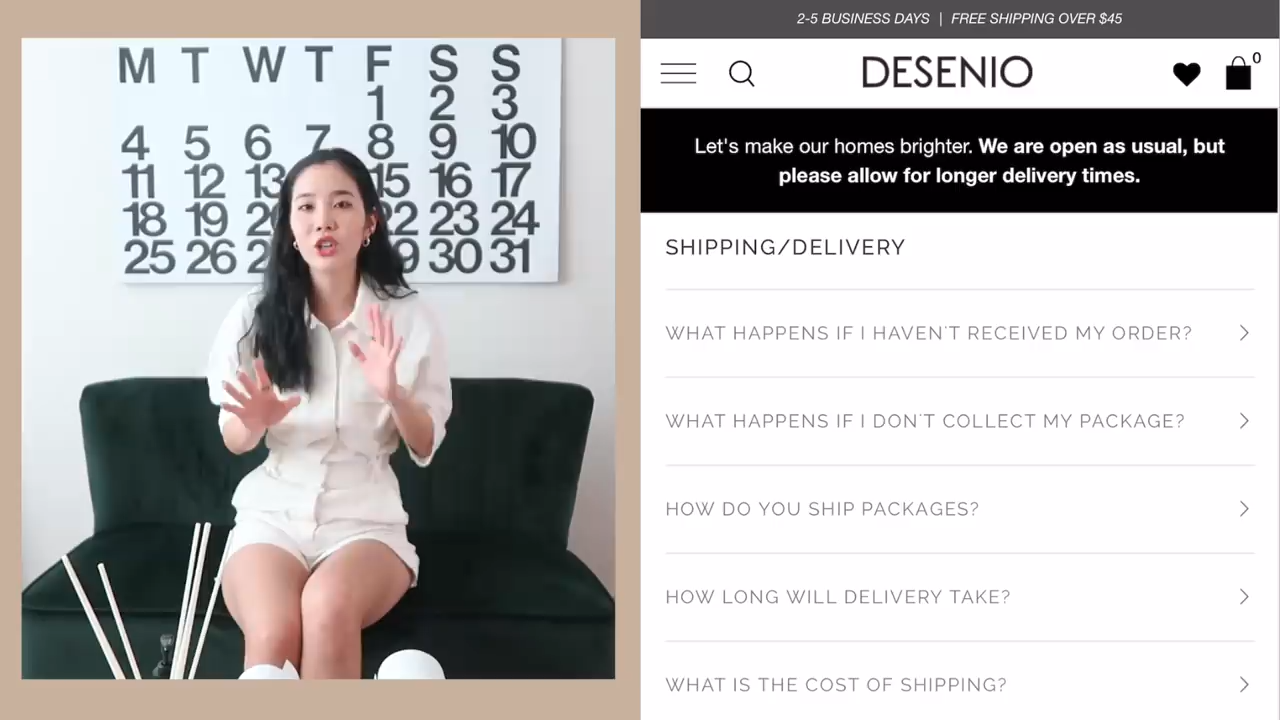 M T W T F S S
1 2 3
4 5 6 7 8 9 10
11 12 13 15 16 17
18 19 22 23 24
25 26 30 31
2-5 BUSINESS DAYS | FREE SHIPPING OVER $45
DESENIO
0
Let's make our homes brighter. We are open as usual, but
please allow for longer delivery times.
SHIPPING/DELIVERY
WHAT HAPPENS IF I HAVEN'T RECEIVED MY ORDER?
WHAT HAPPENS IF I DON'T COLLECT MY PACKAGE?
HOW DO YOU SHIP PACKAGES?
HOW LONG WILL DELIVERY TAKE?
WHAT IS THE COST OF SHIPPING?